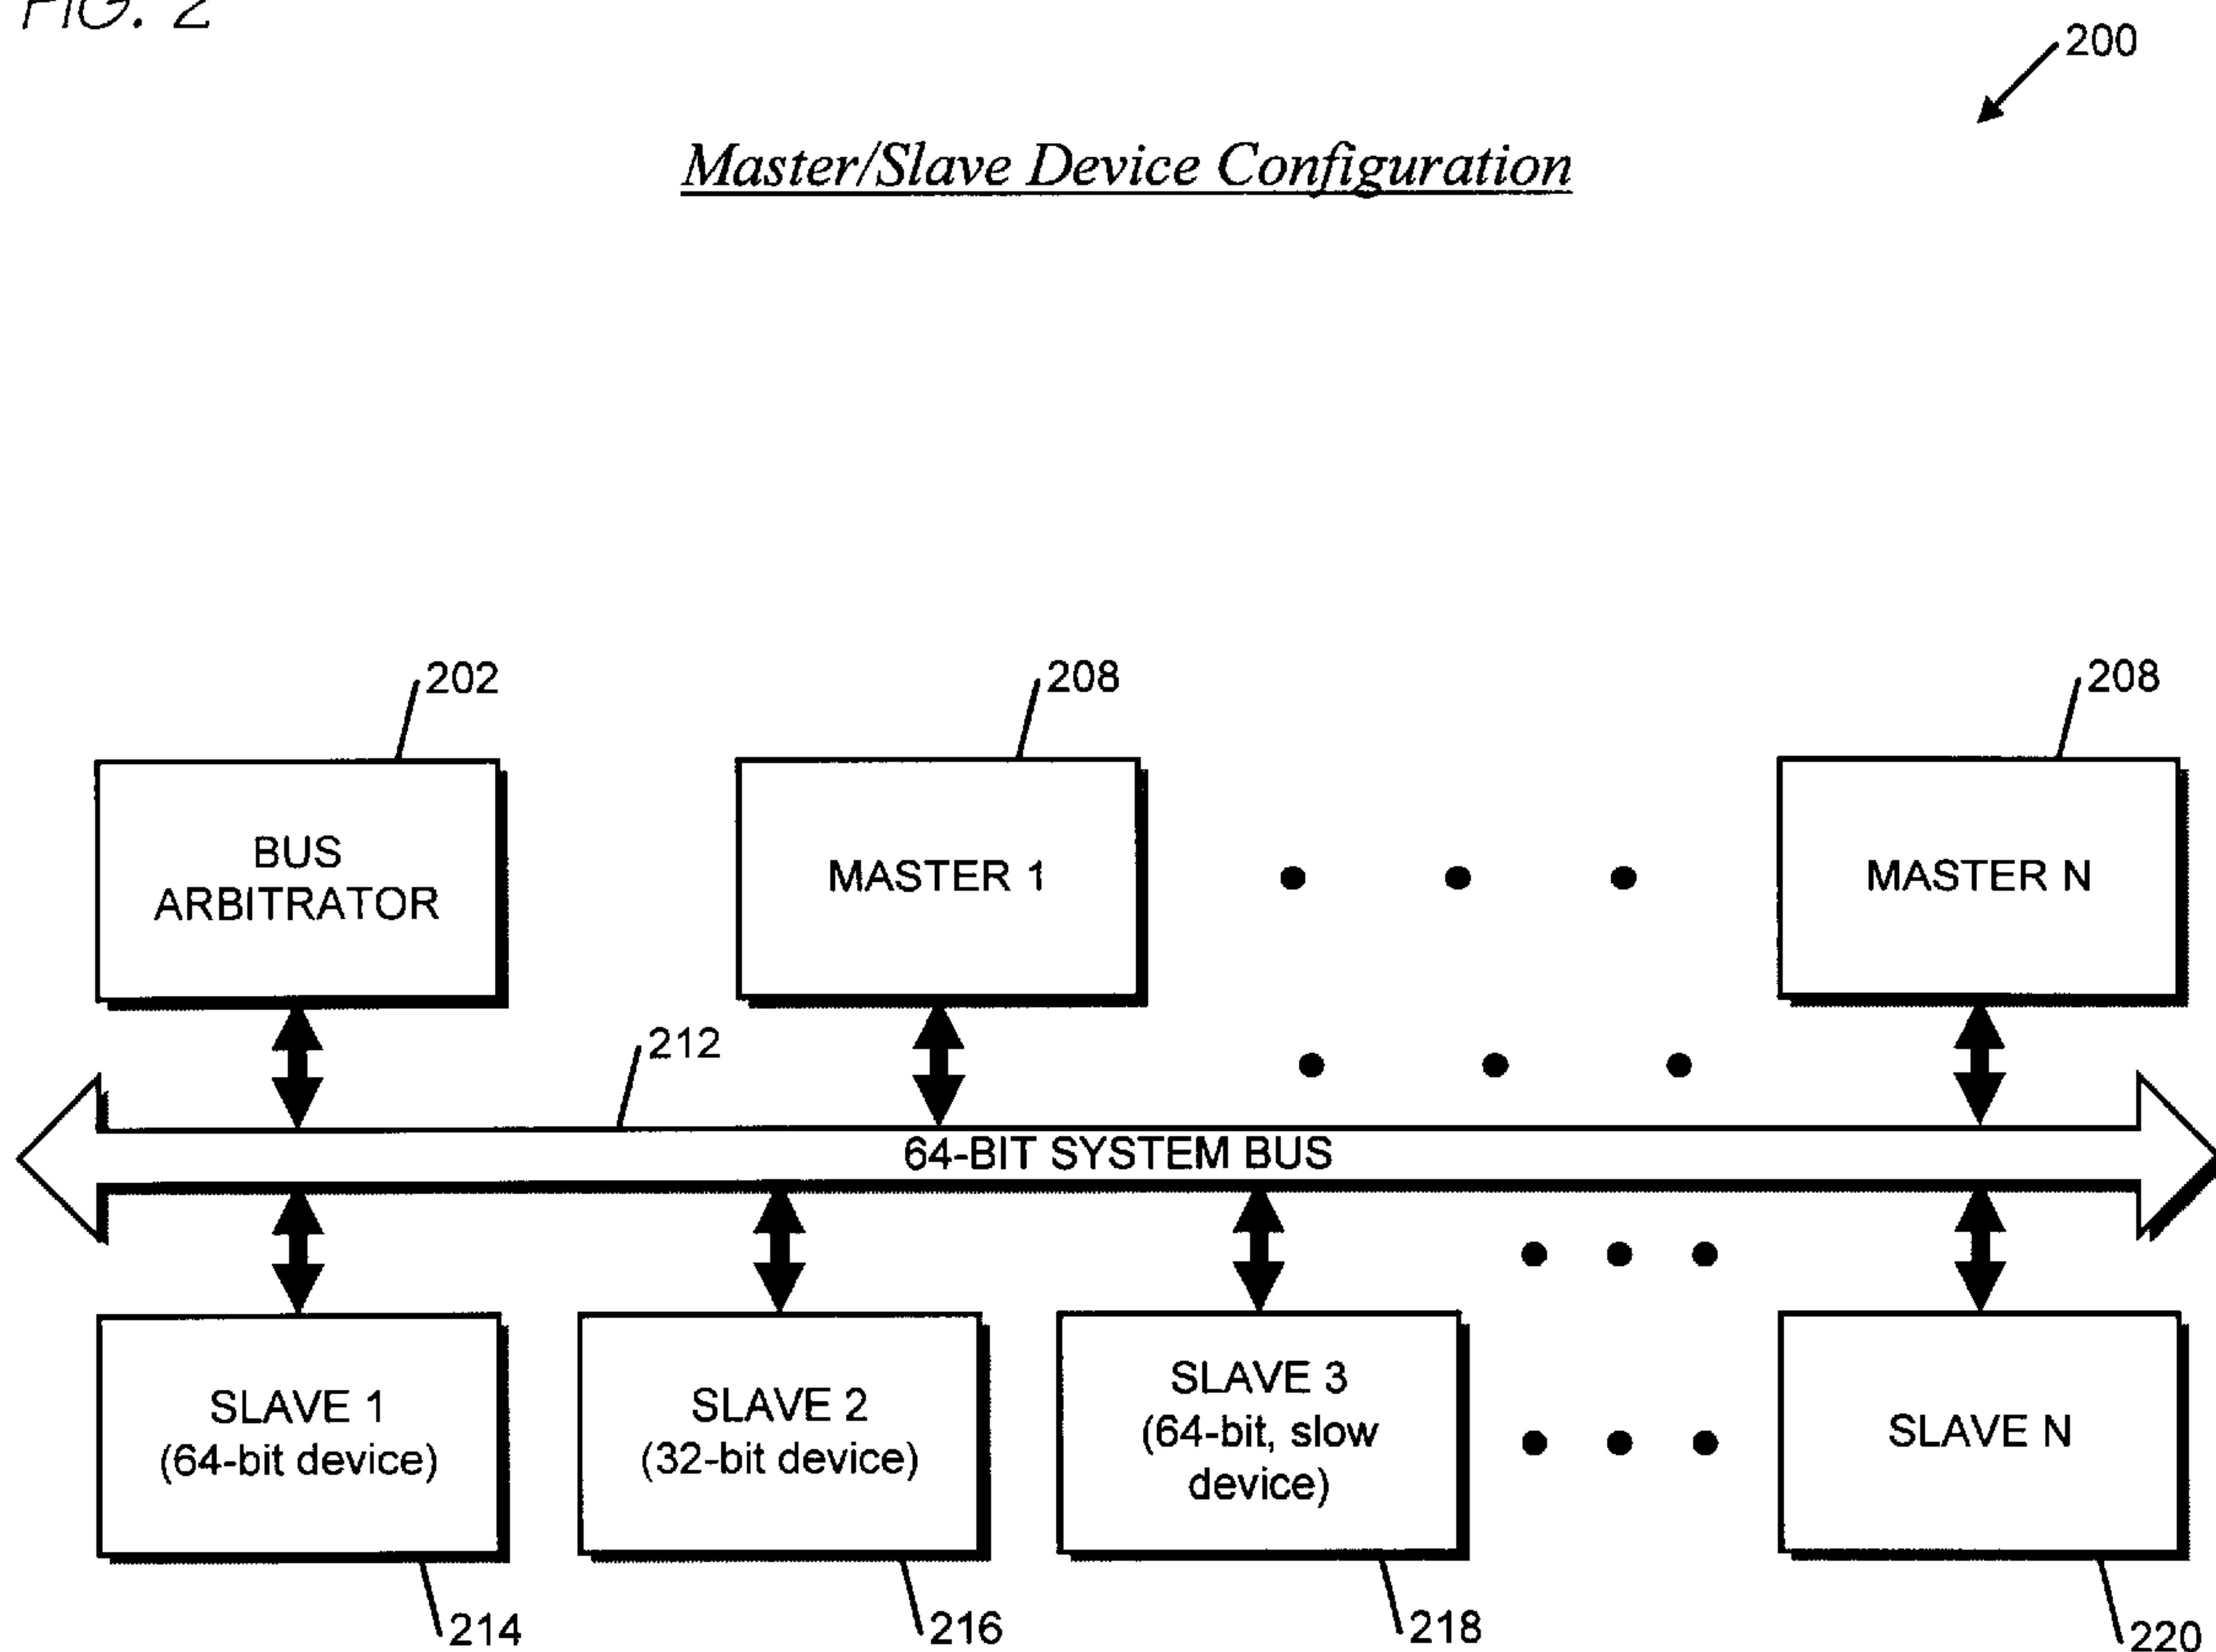 FIG. 2
200
Master/Slave Device Configuration
202
208
208
BUS
ARBITRATOR
MASTER 1
MASTER N
212
64-BIT SYSTEM BUS
SLAVE 1
(64-bit device)
SLAVE 2
(32-bit device)
SLAVE 3
(64-bit, slow
device)
SLAVE N
214
216
218
220